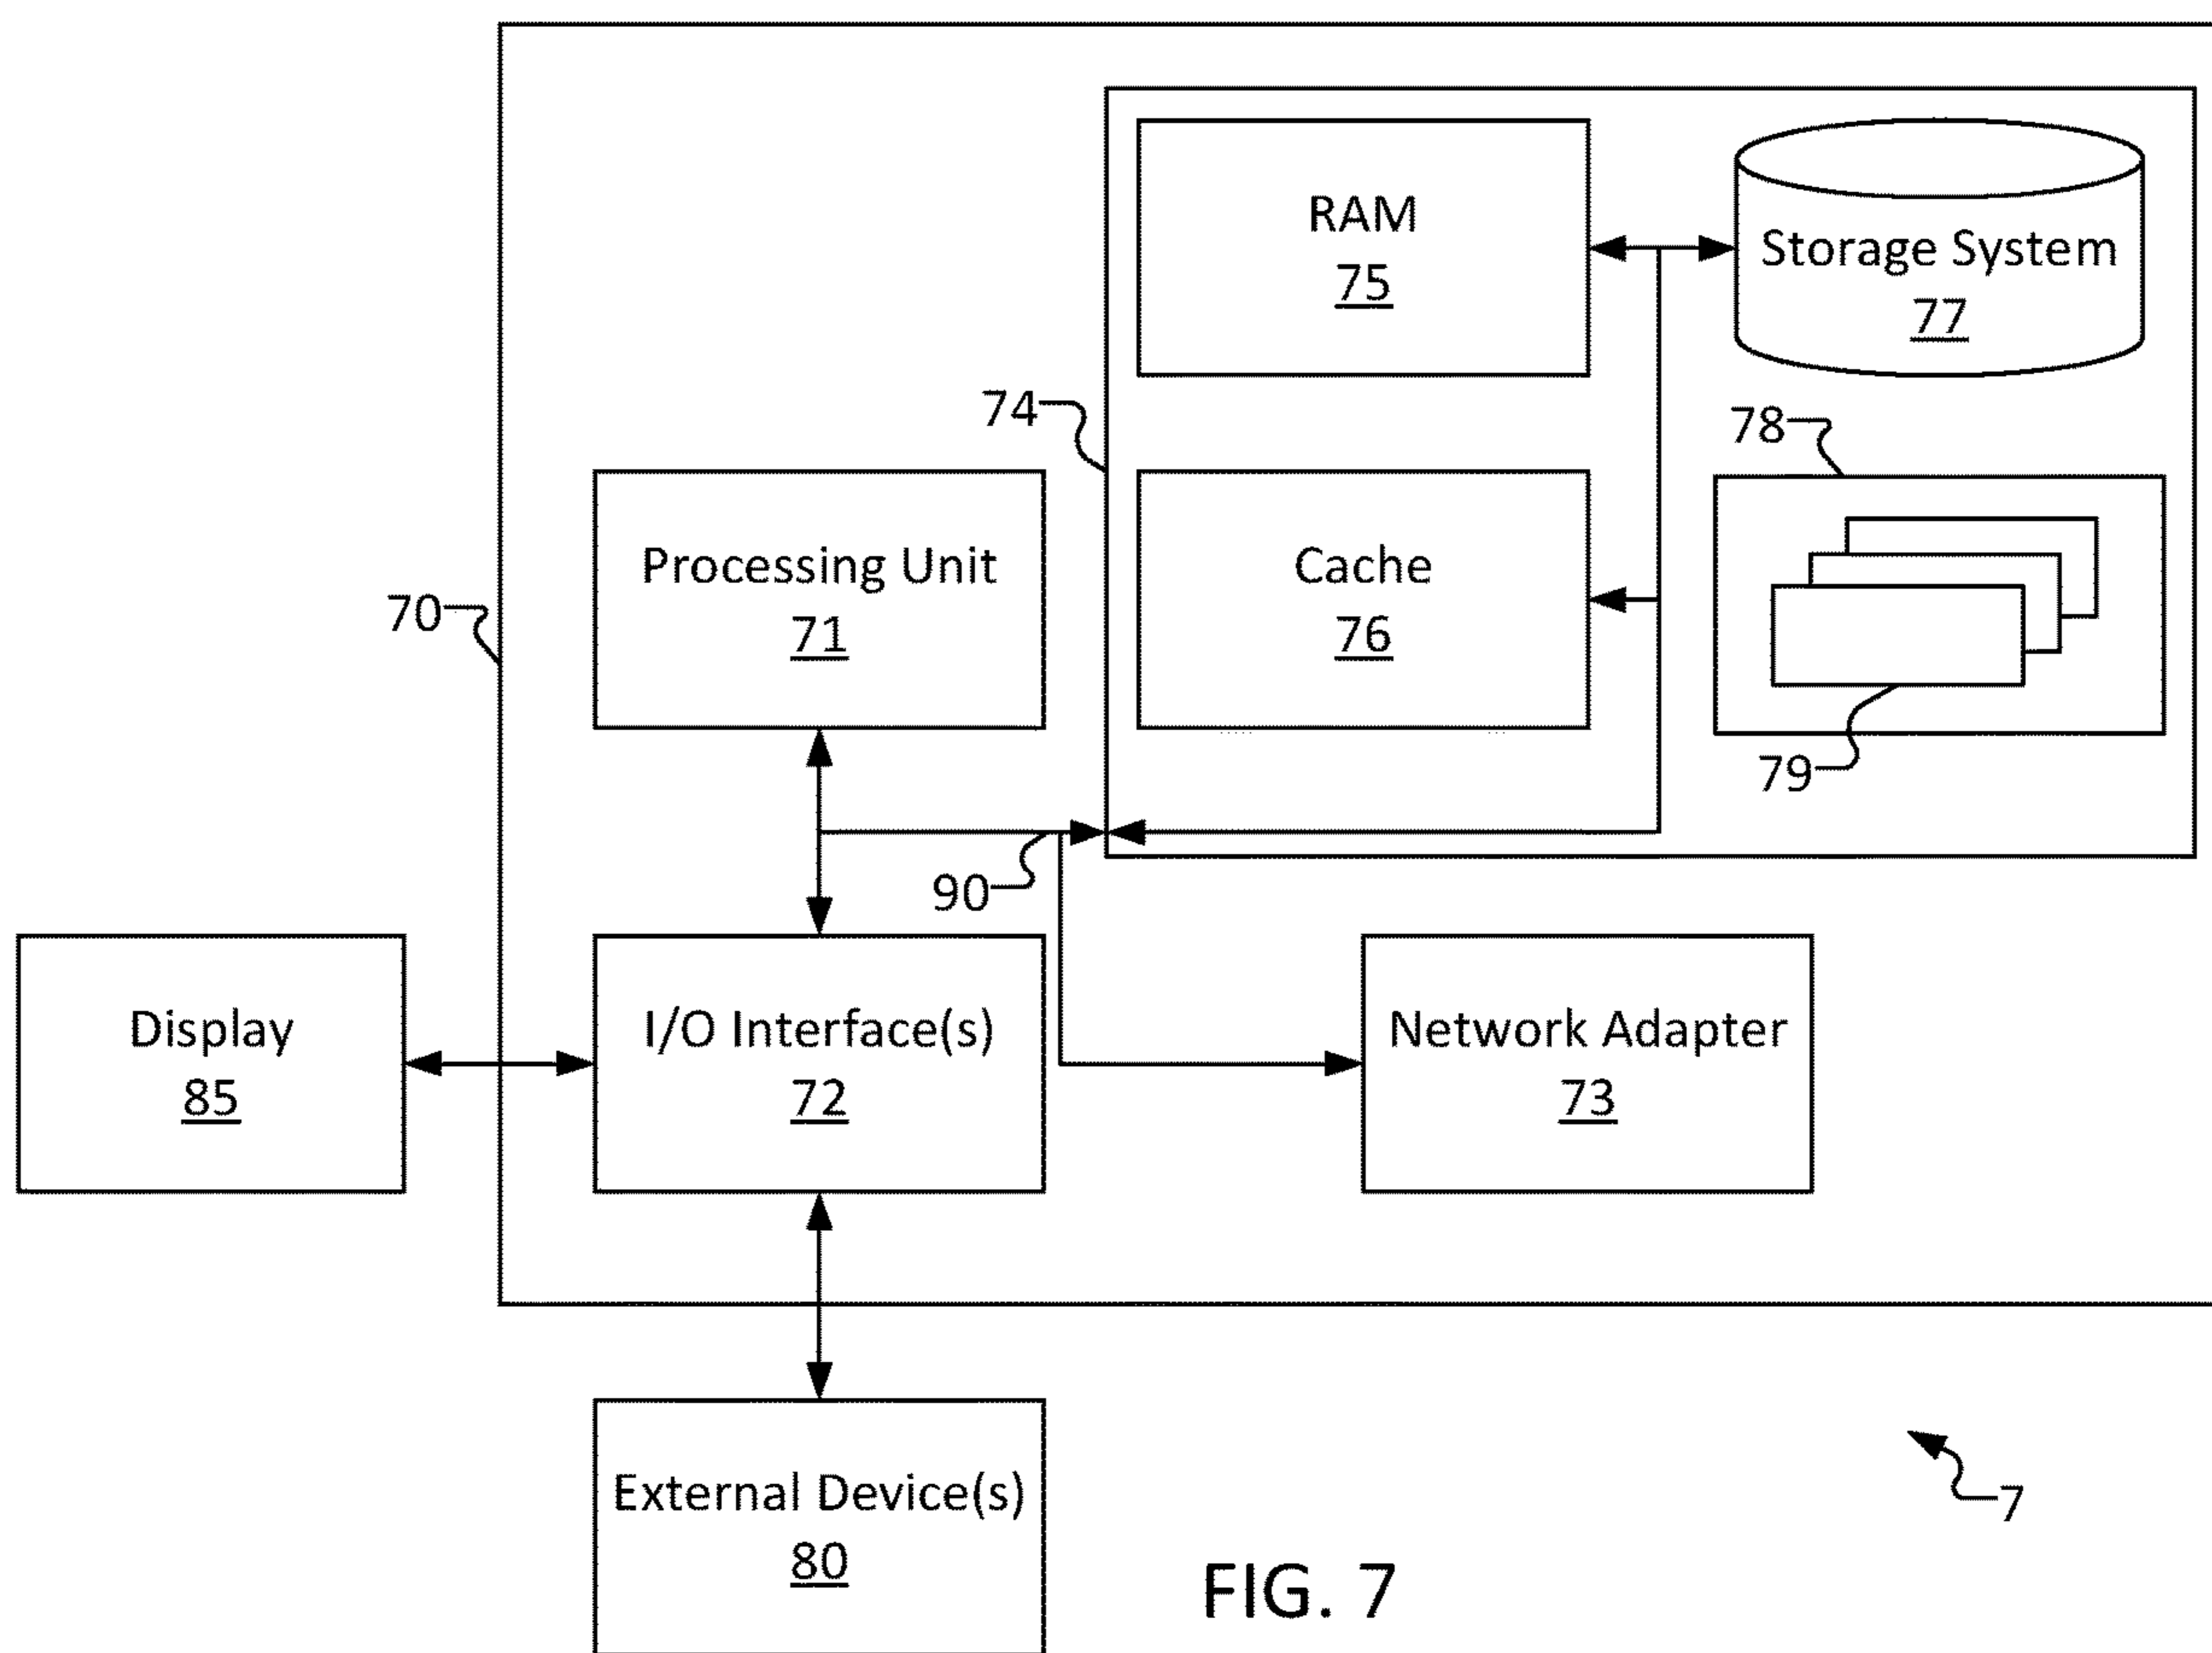 RAM
75
Storage System
77
74
78
Processing Unit
71
Cache
76
70
79
90
Display
85
I/O Interface(s)
72
Network Adapter
73
External Device(s)
80
7
FIG. 7